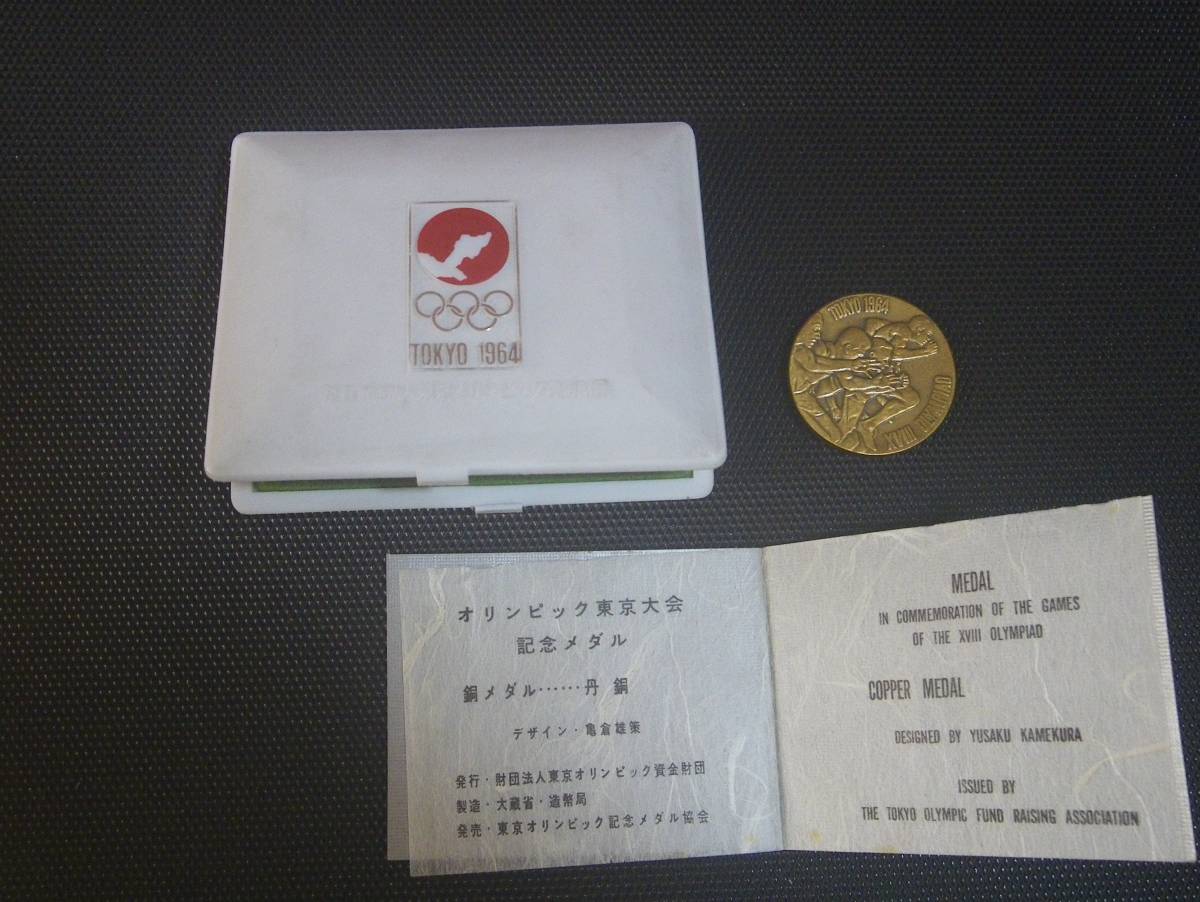 TOKYO 1964
TOKYO 1964
XVIII OLYMPIAD
オリンピック東京大会
記念メダル
銅メダル……丹銅
デザイン・亀倉雄策
発行・財団法人東京オリンピック資金財団
製造・大蔵省・造幣局
発売・東京オリンピック記念メダル協会
MEDAL
IN COMMEMORATION OF THE GAMES
OF THE XVIII OLYMPIAD
COPPER MEDAL
DESIGNED BY YUSAKU KAMEKURA
ISSUED BY
THE TOKYO OLYMPIC FUND RAISING ASSOCIATION